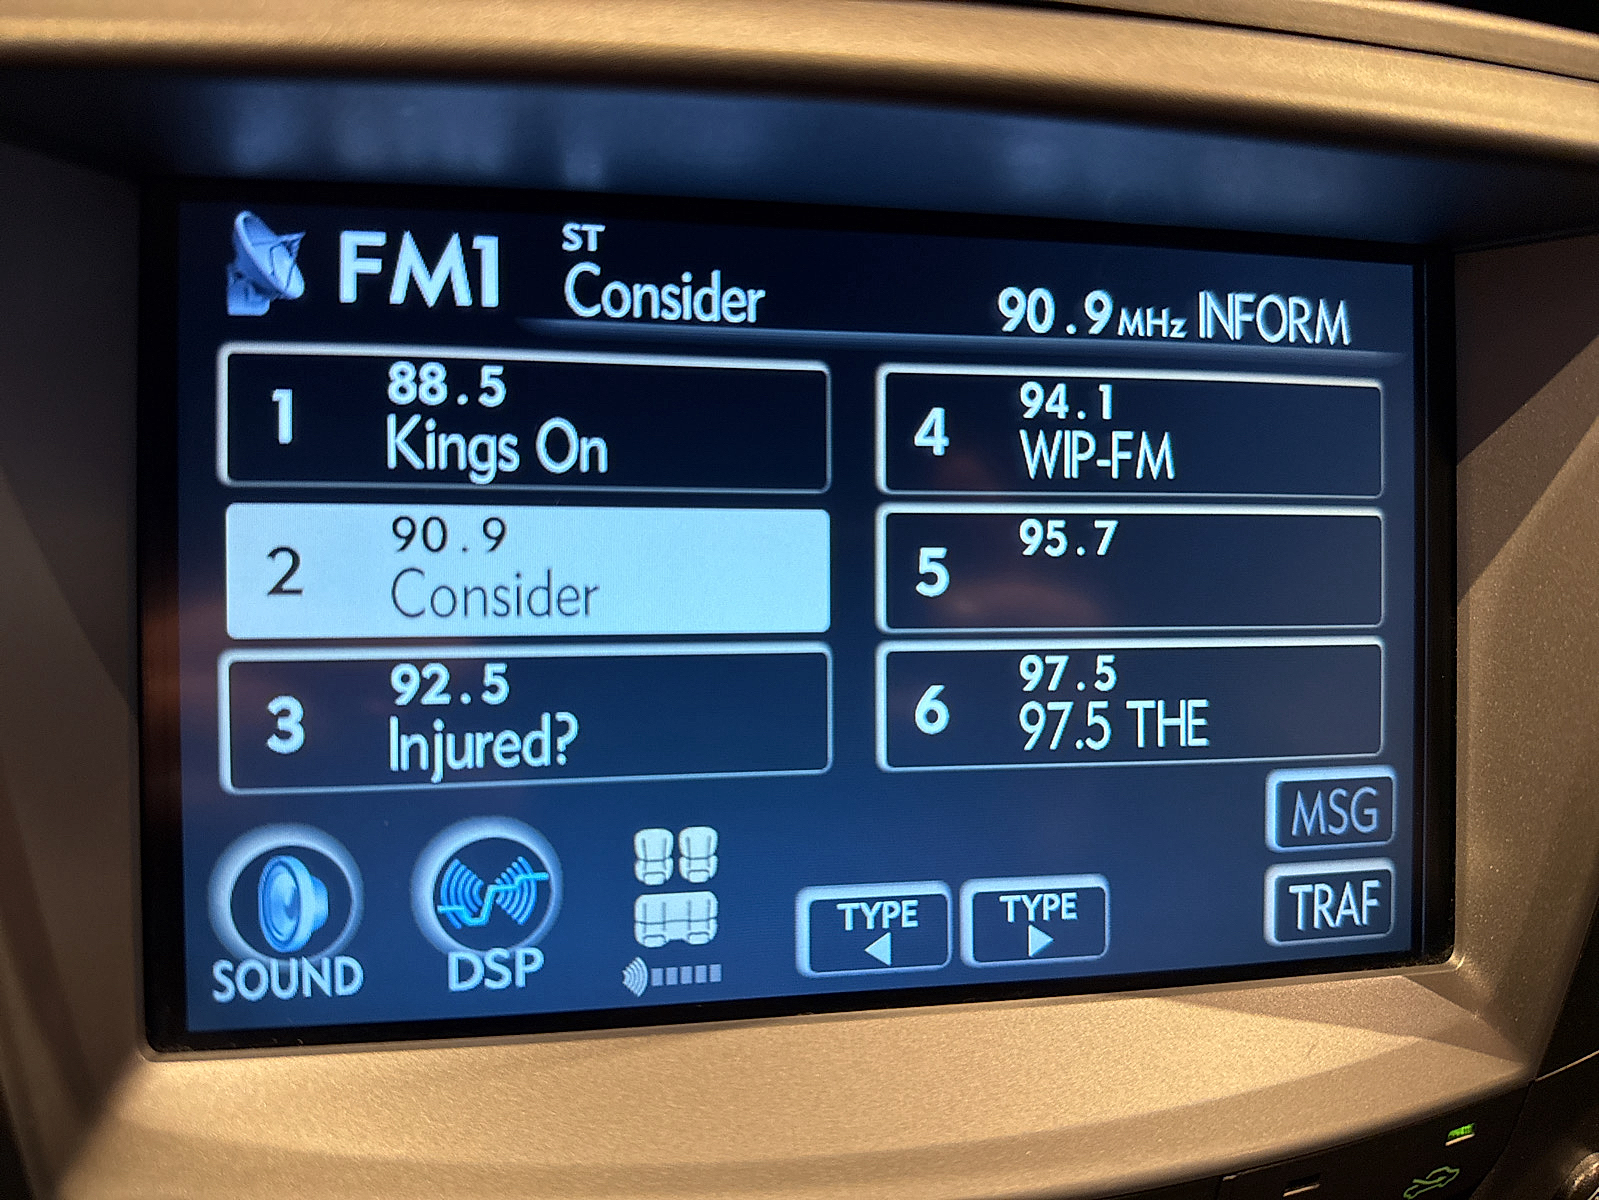 FM1
ST
Consider
90.9 MHz INFORM
1
88.5
Kings On
2
90.9
Consider
3
92.5
Injured?
4
94.1
WIP-FM
5
95.7
6
97.5
97.5 THE
MSG
SOUND
DSP
TYPE
TYPE
TRAF